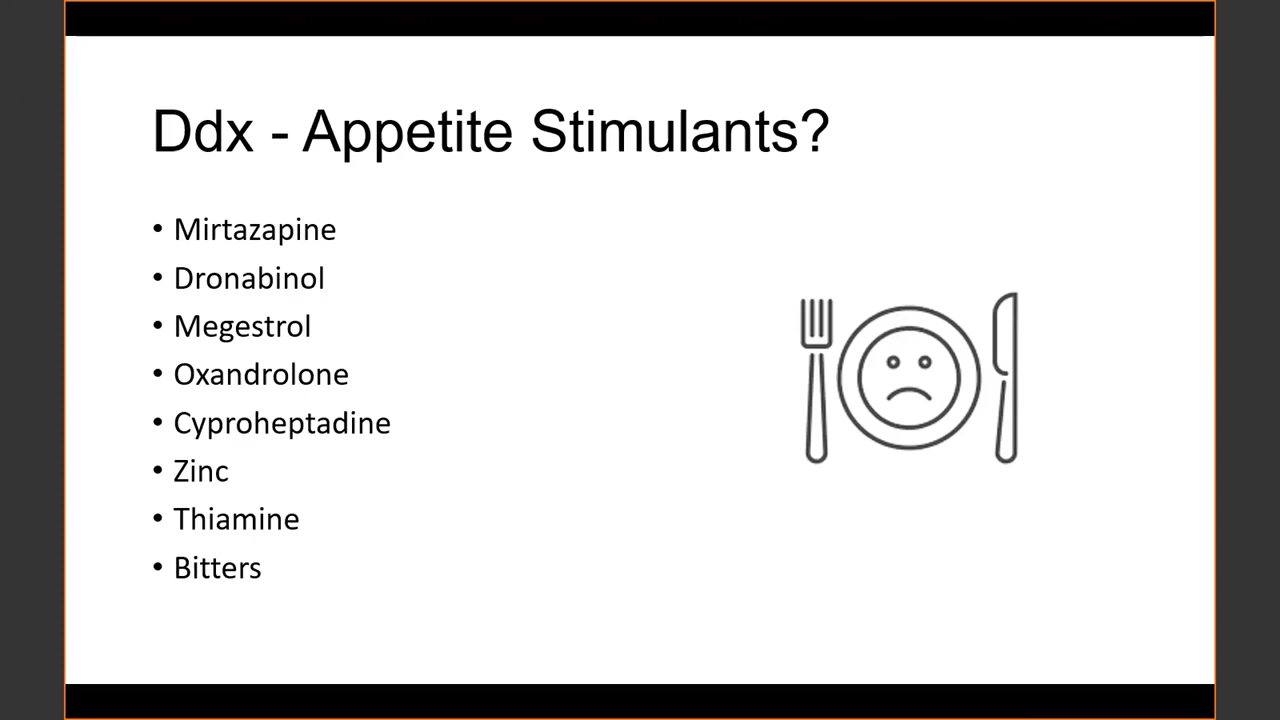 Ddx - Appetite Stimulants?
• Mirtazapine
• Dronabinol
• Megestrol
• Oxandrolone
• Cyproheptadine
• Zinc
• Thiamine
• Bitters